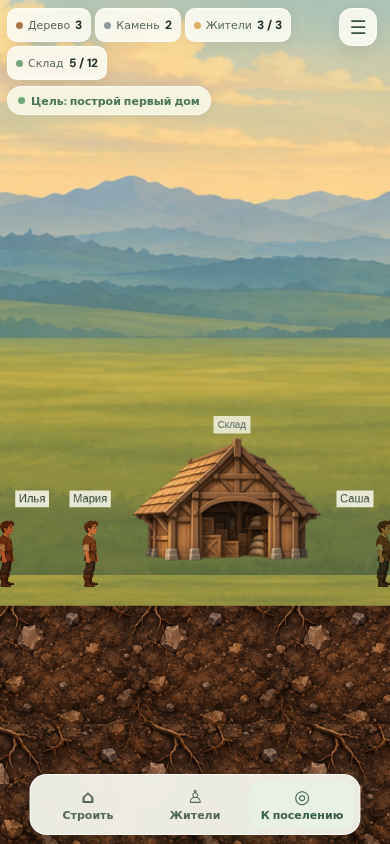 Дерево 3
Камень 2
Жители 3 / 3
Склад 5 / 12
Цель: построй первый дом
Склад
Илья
Мария
Саша
Строить
Жители
К поселению